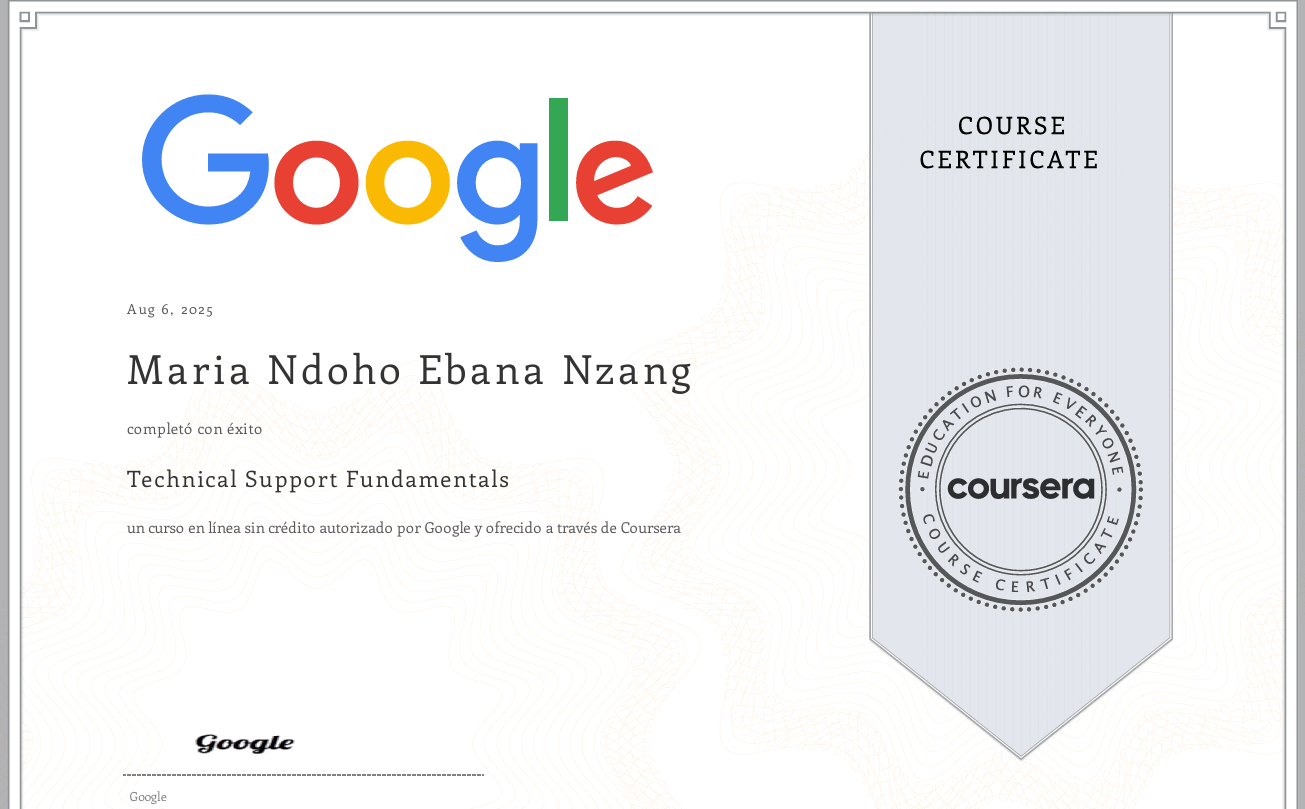 COURSE
CERTIFICATE
Google
Aug 6, 2025
Maria Ndoho Ebana Nzang
completó con éxito
Technical Support Fundamentals
un curso en línea sin crédito autorizado por Google y ofrecido a través de Coursera
EDUCATION FOR EVERYONE
coursera
COURSE CERTIFICATE
Google
Google